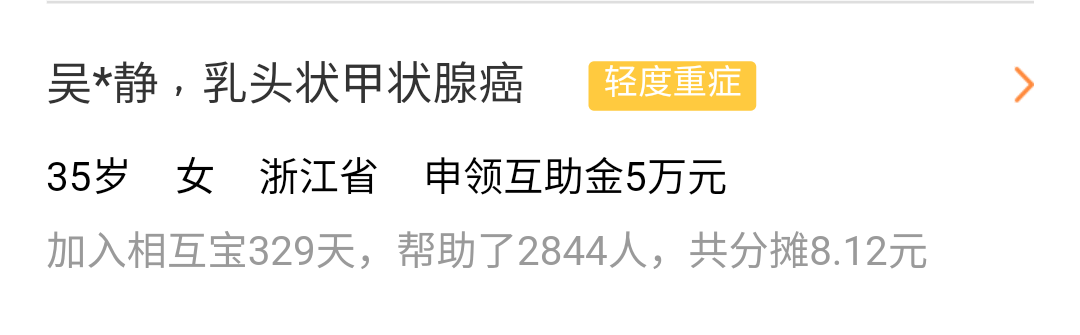 吴*静，乳头状甲状腺癌 轻度重症
35岁 女 浙江省 申领互助金5万元
加入相互宝329天，帮助了2844人，共分摊8.12元